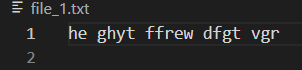 file_1.txt
1 he ghyt ffrew dfgt vgr
2